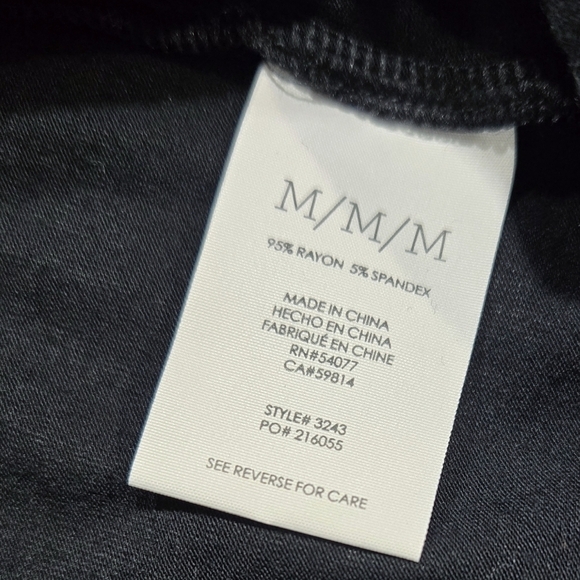 M/M/M
95% RAYON 5% SPANDEX
MADE IN CHINA
HECHO EN CHINA
FABRIQUÉ EN CHINE
RN#54077
CA#59814
STYLE# 3243
PO# 216055
SEE REVERSE FOR CARE